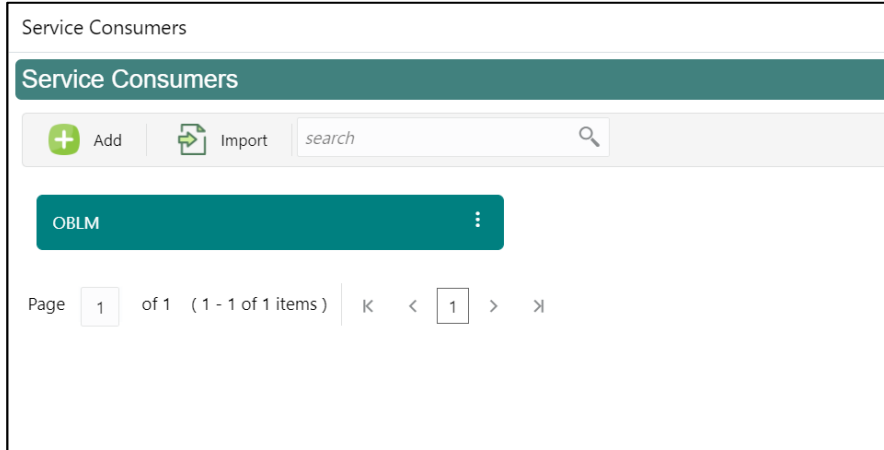 Service Consumers
Service Consumers
Add Import search
OBLM
Page 1 of 1 ( 1 - 1 of 1 items ) 1